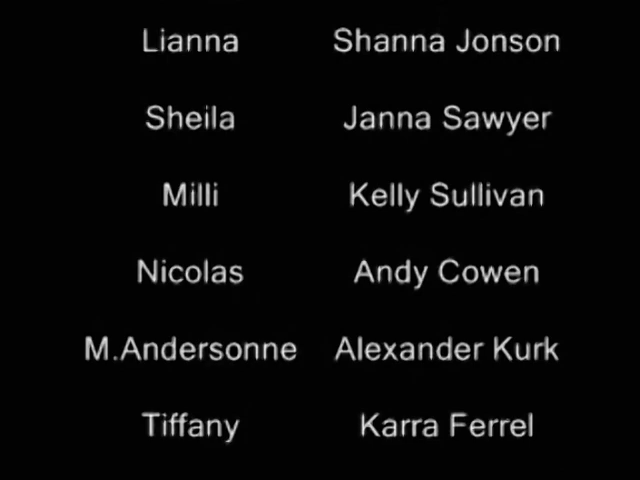 Lianna Shanna Jonson
Sheila Janna Sawyer
Milli Kelly Sullivan
Nicolas Andy Cowen
M.Andersonne Alexander Kurk
Tiffany Karra Ferrel